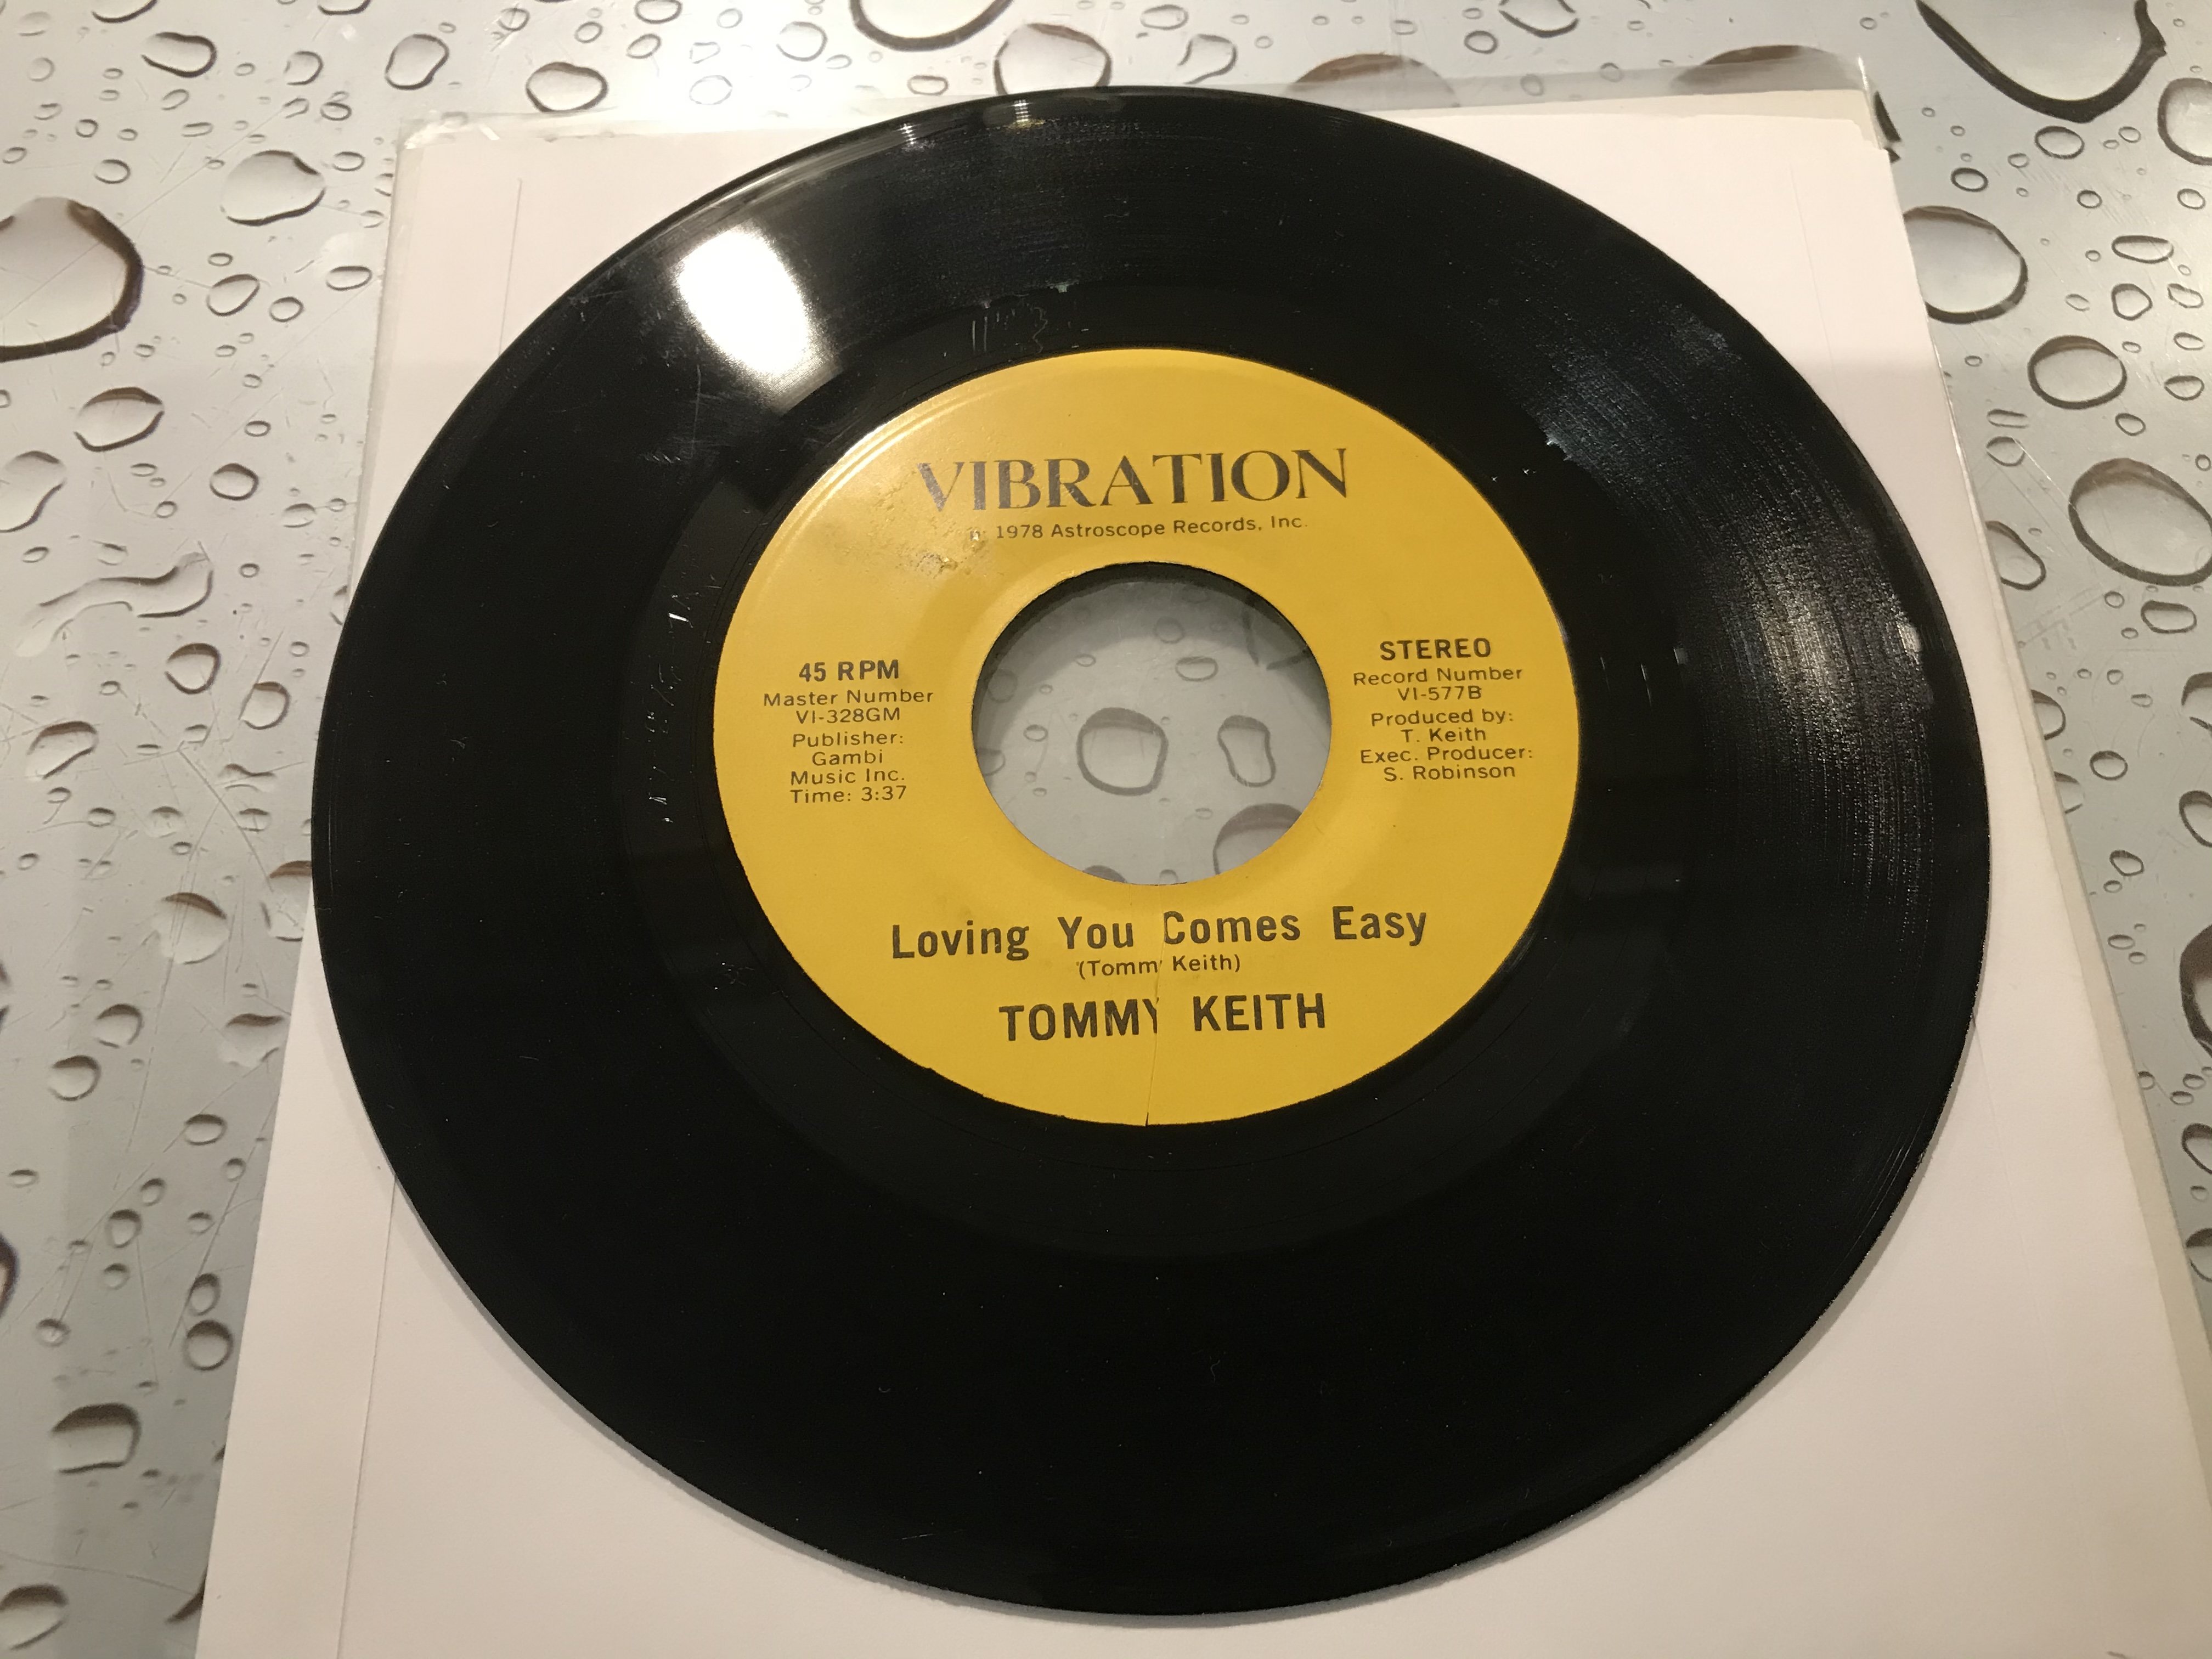 VIBRATION
℗ 1978 Astroscope Records, Inc.
45 RPM
Master Number
VI-328GM
Publisher:
Gambi
Music Inc.
Time: 3:37
STEREO
Record Number
VI-577B
Produced by:
T. Keith
Exec. Producer:
S. Robinson
Loving You Comes Easy
(Tommy Keith)
TOMMY KEITH